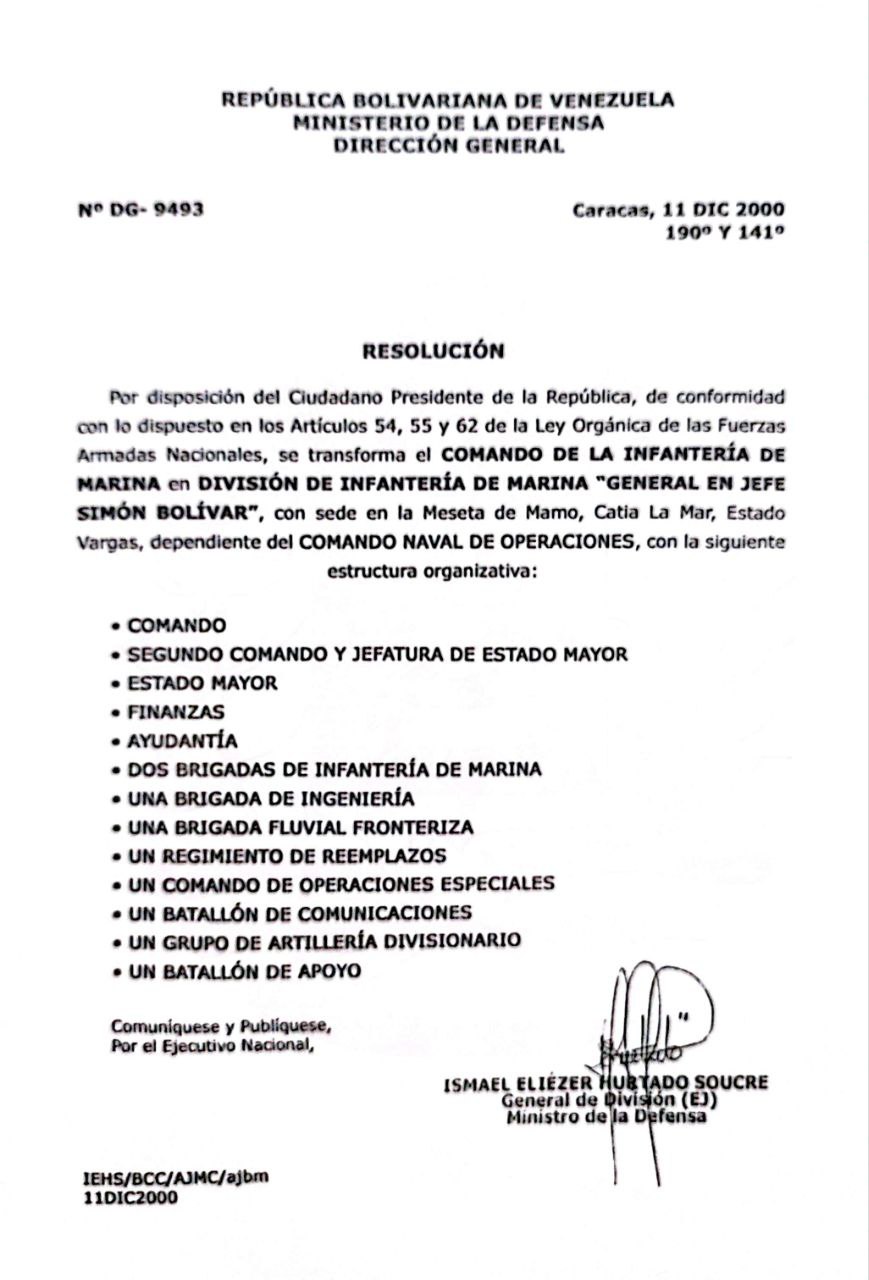 REPÚBLICA BOLIVARIANA DE VENEZUELA
MINISTERIO DE LA DEFENSA
DIRECCIÓN GENERAL
Nº DG- 9493
Caracas, 11 DIC 2000
190º Y 141º
RESOLUCIÓN
Por disposición del Ciudadano Presidente de la República, de conformidad
con lo dispuesto en los Artículos 54, 55 y 62 de la Ley Orgánica de las Fuerzas
Armadas Nacionales, se transforma el COMANDO DE LA INFANTERÍA DE
MARINA en DIVISIÓN DE INFANTERÍA DE MARINA "GENERAL EN JEFE
SIMÓN BOLÍVAR", con sede en la Meseta de Mamo, Catia La Mar, Estado
Vargas, dependiente del COMANDO NAVAL DE OPERACIONES, con la siguiente
estructura organizativa:
• COMANDO
• SEGUNDO COMANDO Y JEFATURA DE ESTADO MAYOR
• ESTADO MAYOR
• FINANZAS
• AYUDANTÍA
• DOS BRIGADAS DE INFANTERÍA DE MARINA
• UNA BRIGADA DE INGENIERÍA
• UNA BRIGADA FLUVIAL FRONTERIZA
• UN REGIMIENTO DE REEMPLAZOS
• UN COMANDO DE OPERACIONES ESPECIALES
• UN BATALLÓN DE COMUNICACIONES
• UN GRUPO DE ARTILLERÍA DIVISIONARIO
• UN BATALLÓN DE APOYO
Comuníquese y Publíquese,
Por el Ejecutivo Nacional,
ISMAEL ELIÉZER HURTADO SOUCRE
General de División (EJ)
Ministro de la Defensa
IEHS/BCC/AJMC/ajbm
11DIC2000